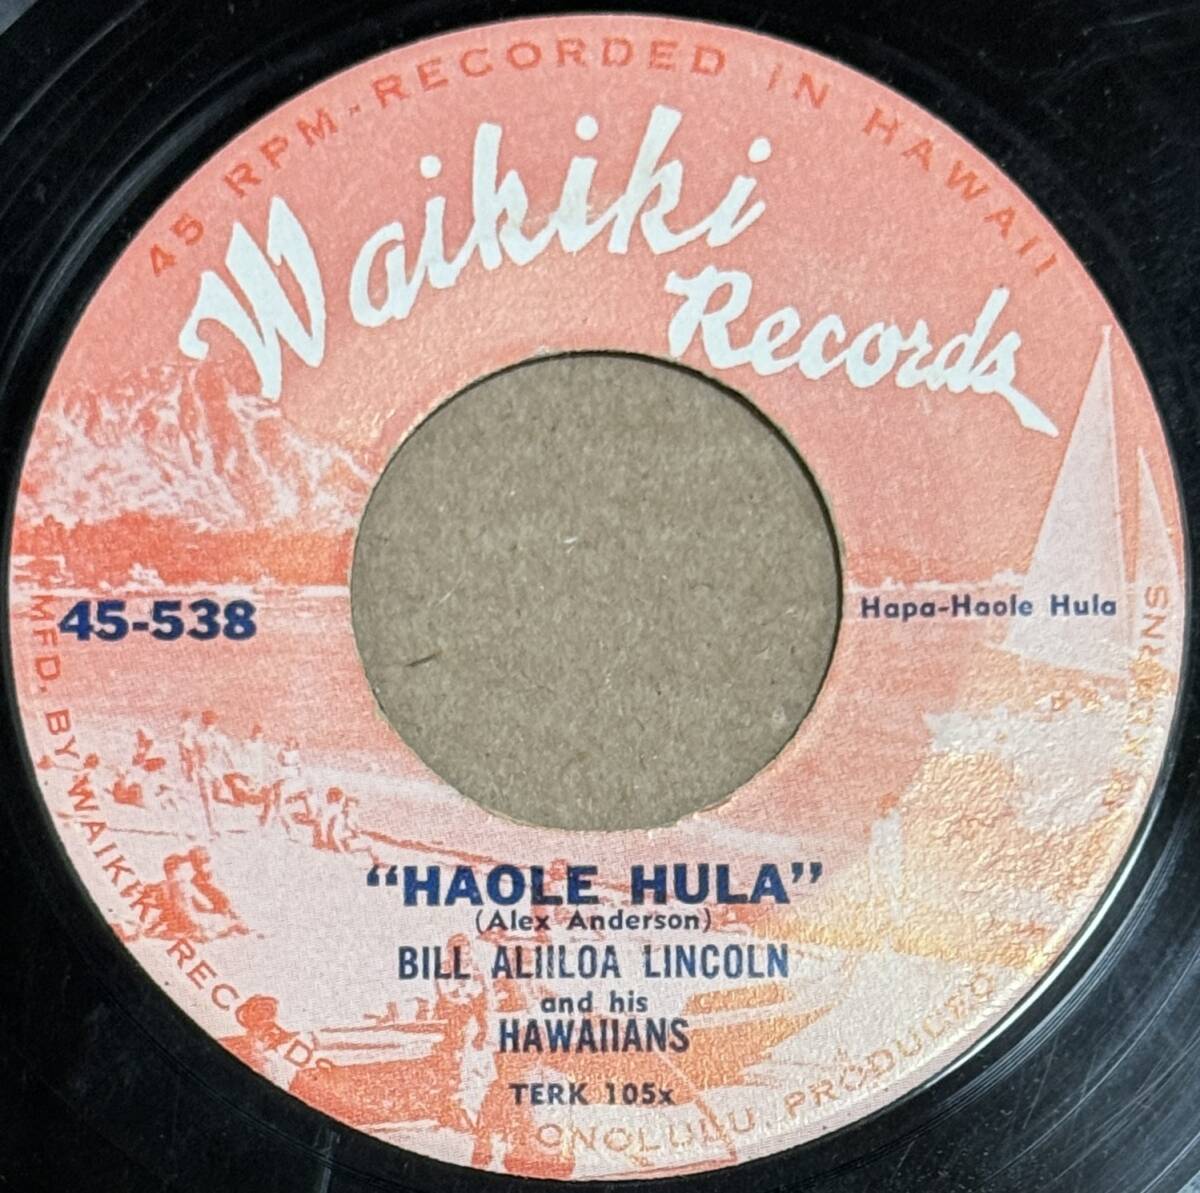 45 RPM-RECORDED IN HAWAII
Waikiki
Records
45-538
Hapa-Haole Hula
"HAOLE HULA"
(Alex Anderson)
BILL ALIILOA LINCOLN
and his
HAWAIIANS
TERK 105x
MFD. BY WAIKIKI RECORDS
HONOLULU PRODUCED